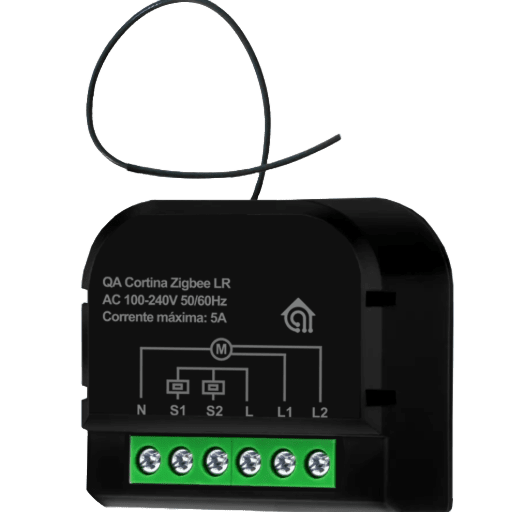 QA Cortina Zigbee LR
AC 100-240V 50/60Hz
Corrente máxima: 5A
M
N S1 S2 L L1 L2